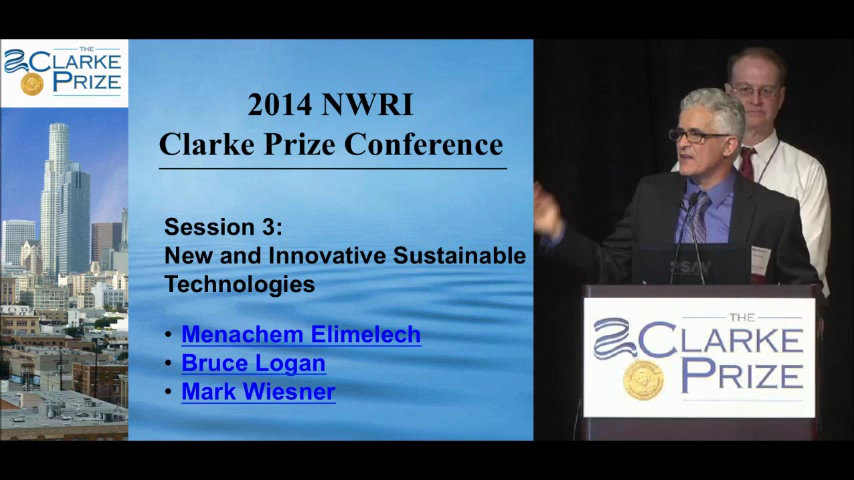 THE
CLARKE
PRIZE
2014 NWRI
Clarke Prize Conference
Session 3:
New and Innovative Sustainable
Technologies
• Menachem Elimelech
• Bruce Logan
• Mark Wiesner
THE
CLARKE
PRIZE